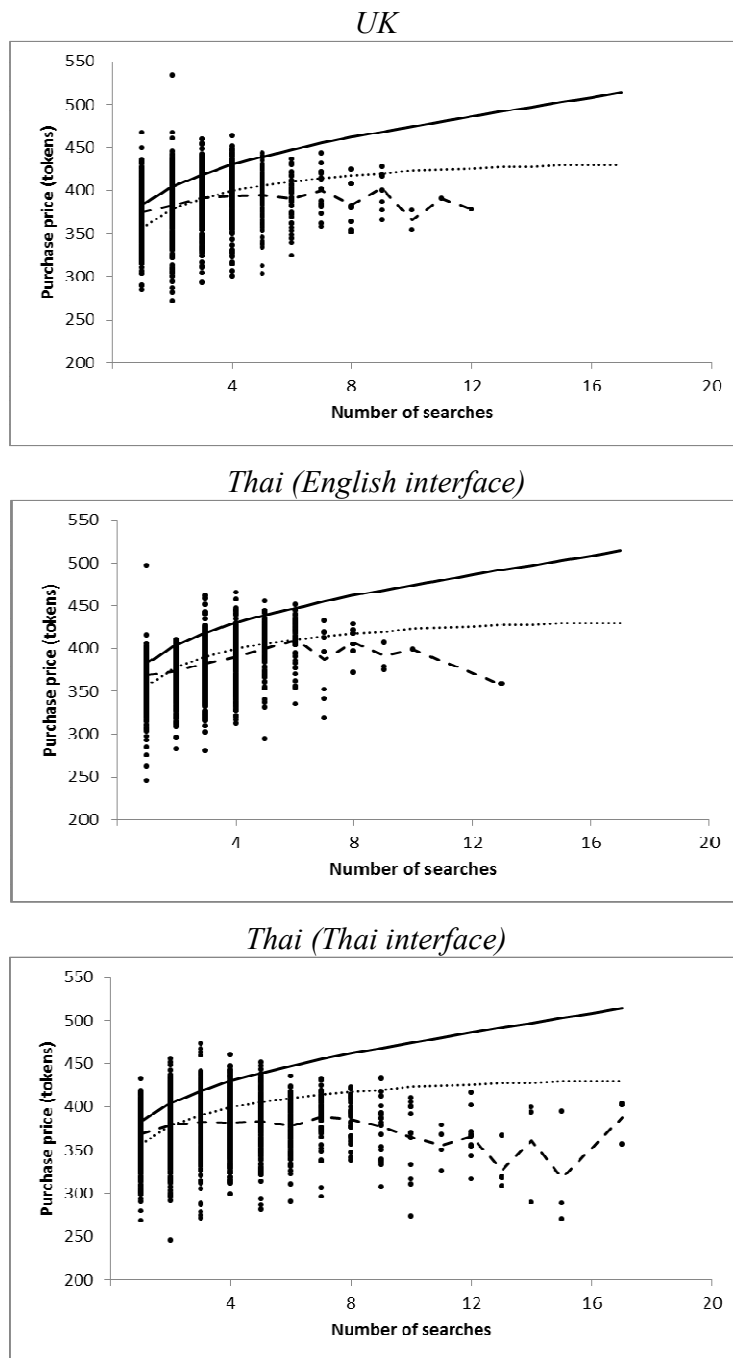 UK
550
500
450
400
350
300
250
200
Purchase price (tokens)
4 8 12 16 20
Number of searches
Thai (English interface)
550
500
450
400
350
300
250
200
Purchase price (tokens)
4 8 12 16 20
Number of searches
Thai (Thai interface)
550
500
450
400
350
300
250
200
Purchase price (tokens)
4 8 12 16 20
Number of searches